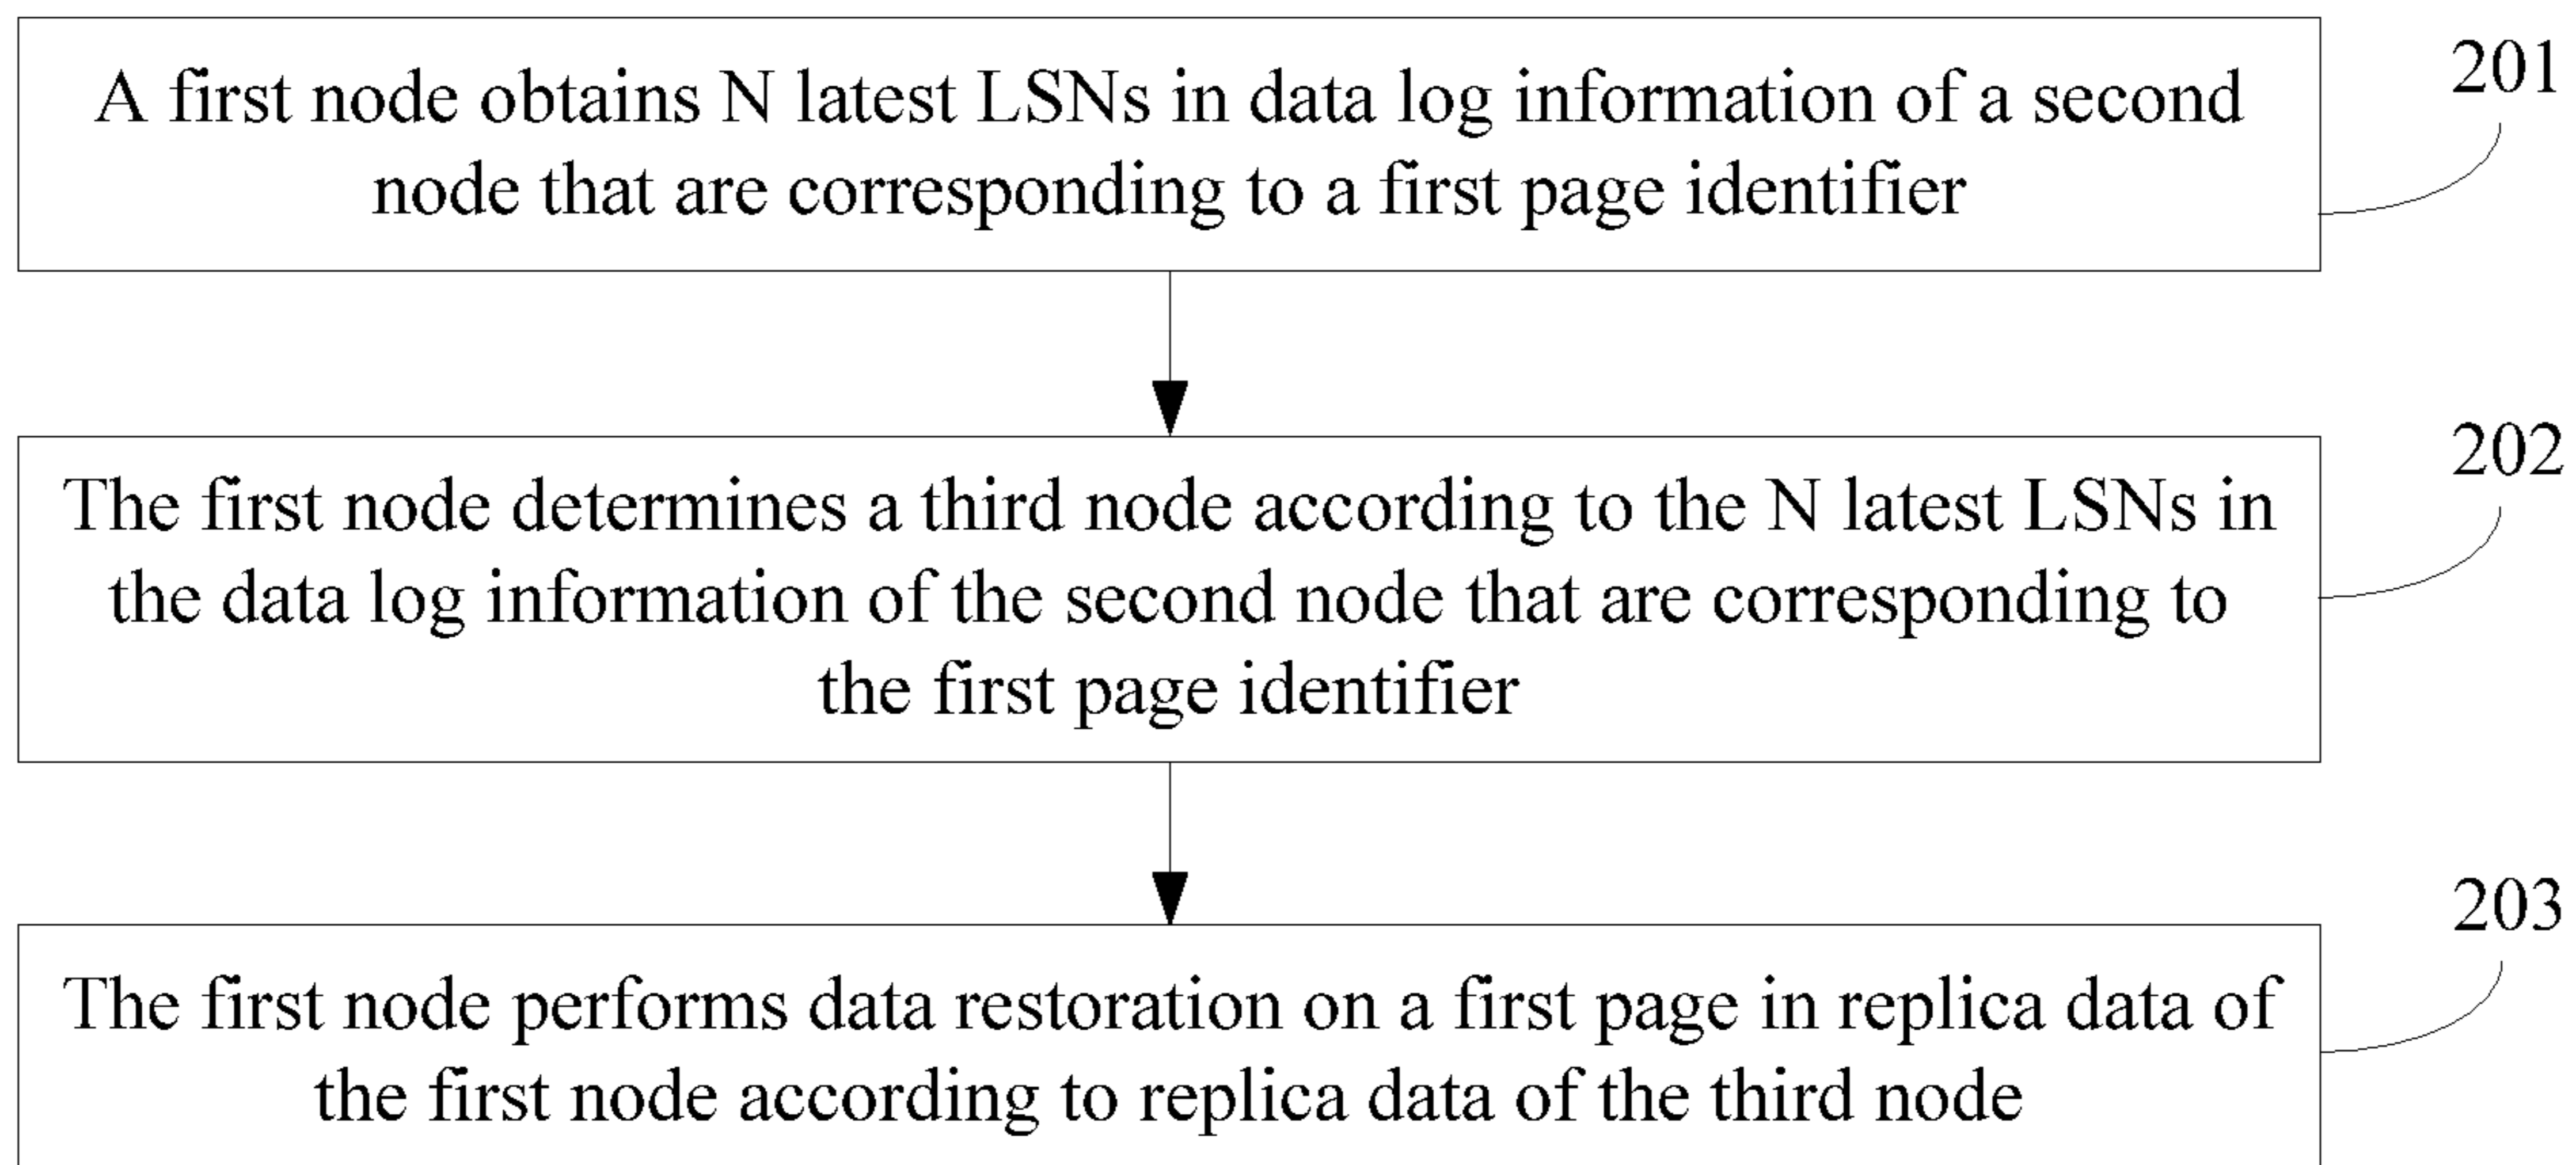 A first node obtains N latest LSNs in data log information of a second
node that are corresponding to a first page identifier
201
The first node determines a third node according to the N latest LSNs in
the data log information of the second node that are corresponding to
the first page identifier
202
The first node performs data restoration on a first page in replica data of
the first node according to replica data of the third node
203